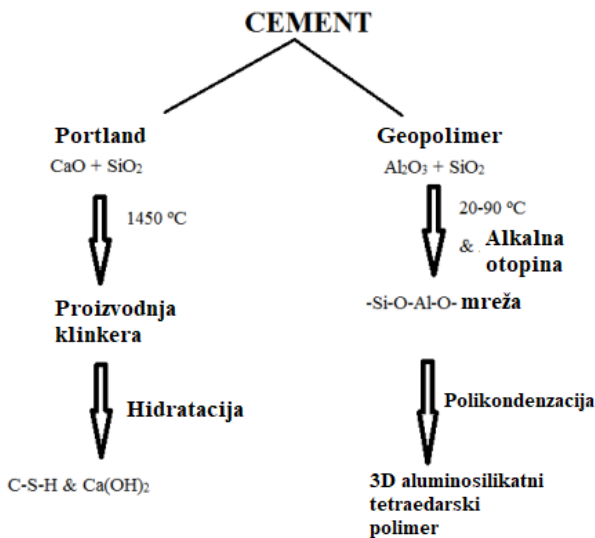 CEMENT
Portland
CaO + SiO₂
1450 ºC
Proizvodnja
klinkera
Hidratacija
C-S-H & Ca(OH)₂
Geopolimer
Al₂O₃ + SiO₂
20-90 ºC
& Alkalna
otopina
-Si-O-Al-O- mreža
Polikondenzacija
3D aluminosilikatni
tetraedarski
polimer